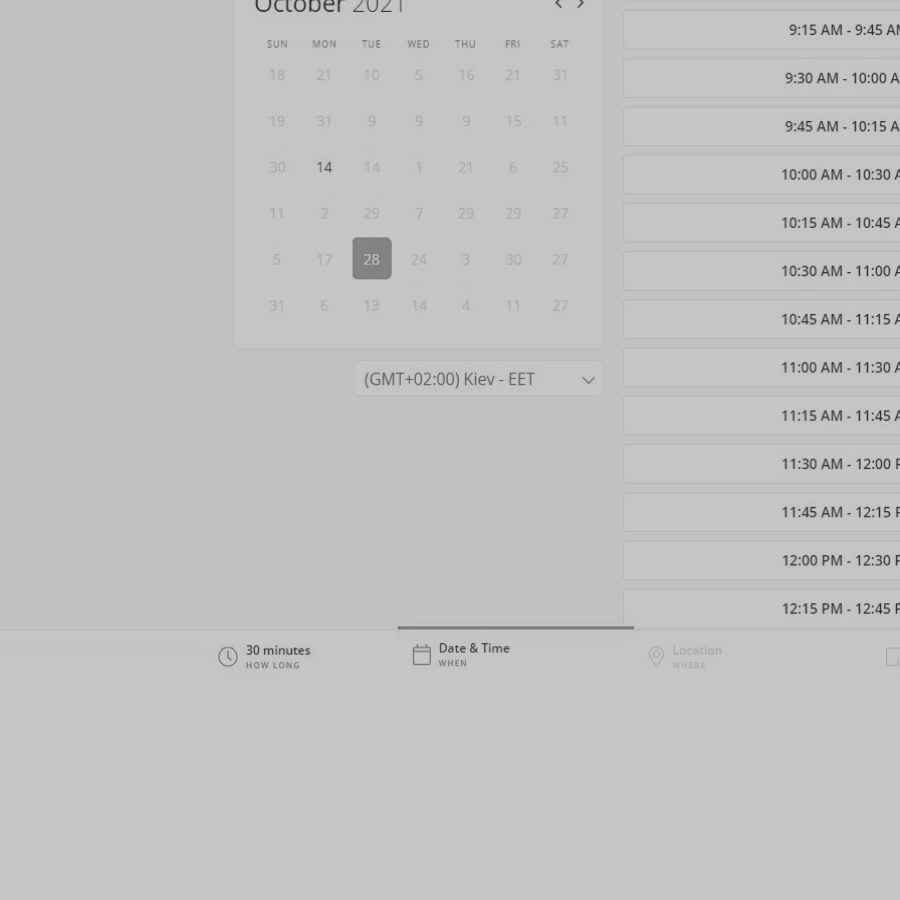 October 2021
SUN MON TUE WED THU FRI SAT
18 21 10 5 16 21 31
19 31 9 9 9 15 11
30 14 14 1 21 6 25
11 2 29 7 29 29 27
5 17 28 24 3 30 27
31 6 13 14 4 11 27
(GMT+02:00) Kiev - EET
9:15 AM - 9:45 AM
9:30 AM - 10:00 A
9:45 AM - 10:15 A
10:00 AM - 10:30 A
10:15 AM - 10:45 A
10:30 AM - 11:00 A
10:45 AM - 11:15 A
11:00 AM - 11:30 A
11:15 AM - 11:45 A
11:30 AM - 12:00 P
11:45 AM - 12:15 P
12:00 PM - 12:30 P
12:15 PM - 12:45 P
30 minutes
HOW LONG
Date & Time
WHEN
Location
WHERE